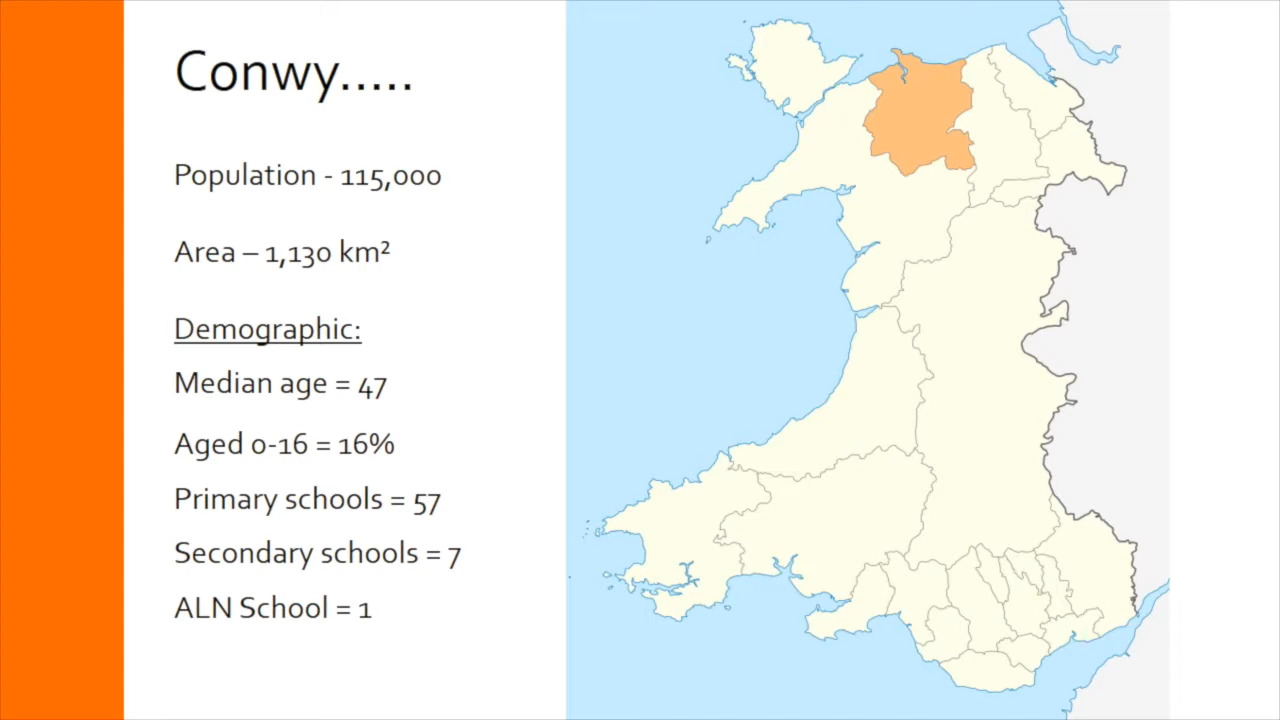 Conwy.....
Population - 115,000
Area – 1,130 km²
Demographic:
Median age = 47
Aged 0-16 = 16%
Primary schools = 57
Secondary schools = 7
ALN School = 1